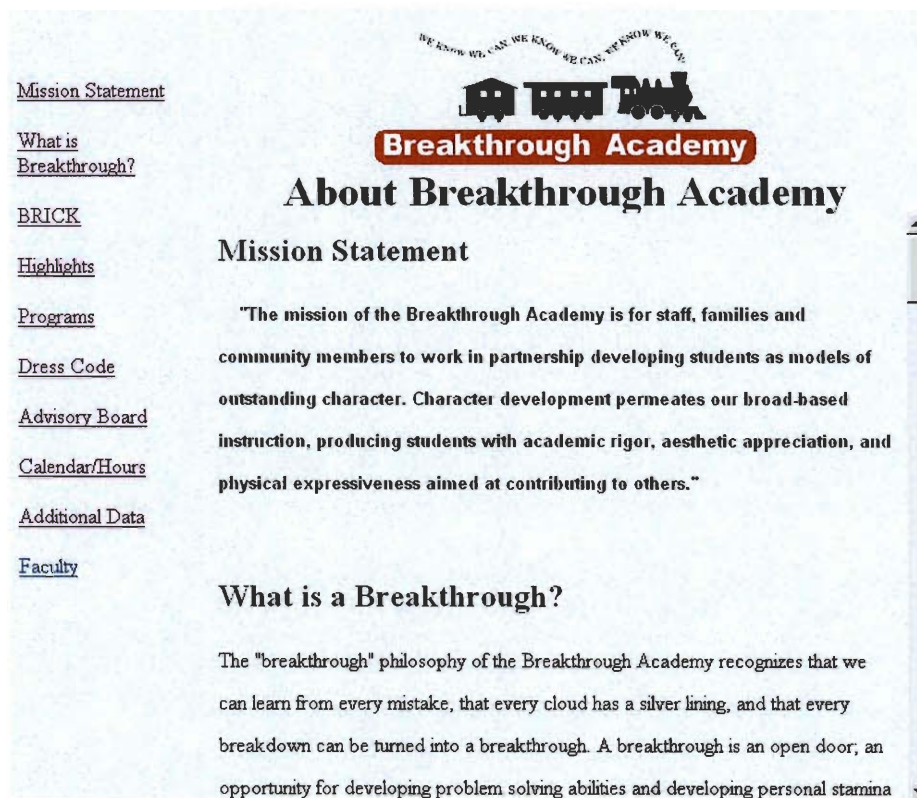 WE KNOW WE CAN, WE KNOW WE CAN, WE KNOW WE CAN!
Breakthrough Academy
About Breakthrough Academy
Mission Statement
What is
Breakthrough?
BRICK
Highlights
Programs
Dress Code
Advisory Board
Calendar/Hours
Additional Data
Faculty
Mission Statement
"The mission of the Breakthrough Academy is for staff, families and
community members to work in partnership developing students as models of
outstanding character. Character development permeates our broad-based
instruction, producing students with academic rigor, aesthetic appreciation, and
physical expressiveness aimed at contributing to others."
What is a Breakthrough?
The "breakthrough" philosophy of the Breakthrough Academy recognizes that we
can learn from every mistake, that every cloud has a silver lining, and that every
breakdown can be turned into a breakthrough. A breakthrough is an open door; an
opportunity for developing problem solving abilities and developing personal stamina